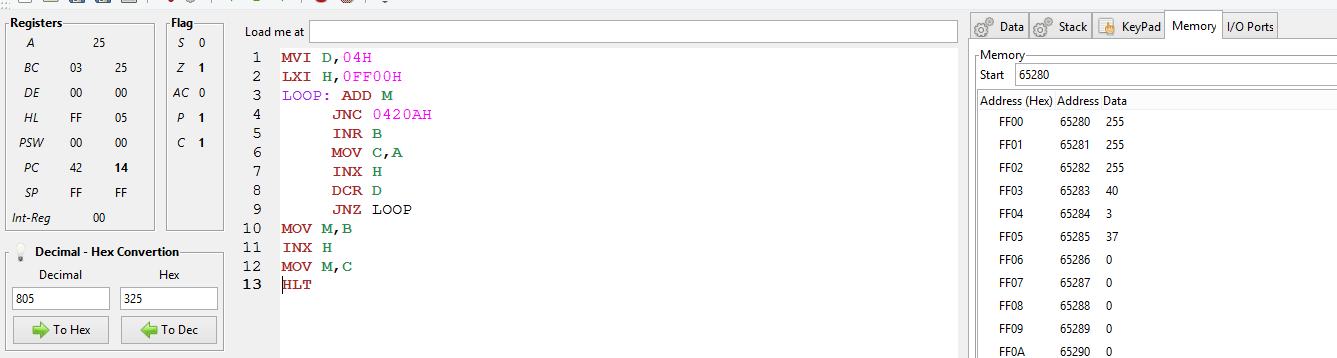 Registers
A 25
BC 03 25
DE 00 00
HL FF 05
PSW 00 00
PC 42 14
SP FF FF
Int-Reg 00
Flag
S 0
Z 1
AC 0
P 1
C 1
Decimal - Hex Convertion
Decimal Hex
805 325
To Hex To Dec
Load me at
1 MVI D,04H
2 LXI H,0FF00H
3 LOOP: ADD M
4 JNC 0420AH
5 INR B
6 MOV C,A
7 INX H
8 DCR D
9 JNZ LOOP
10 MOV M,B
11 INX H
12 MOV M,C
13 HLT
Data Stack KeyPad Memory I/O Ports
Memory
Start 65280
Address (Hex) Address Data
FF00 65280 255
FF01 65281 255
FF02 65282 255
FF03 65283 40
FF04 65284 3
FF05 65285 37
FF06 65286 0
FF07 65287 0
FF08 65288 0
FF09 65289 0
FF0A 65290 0